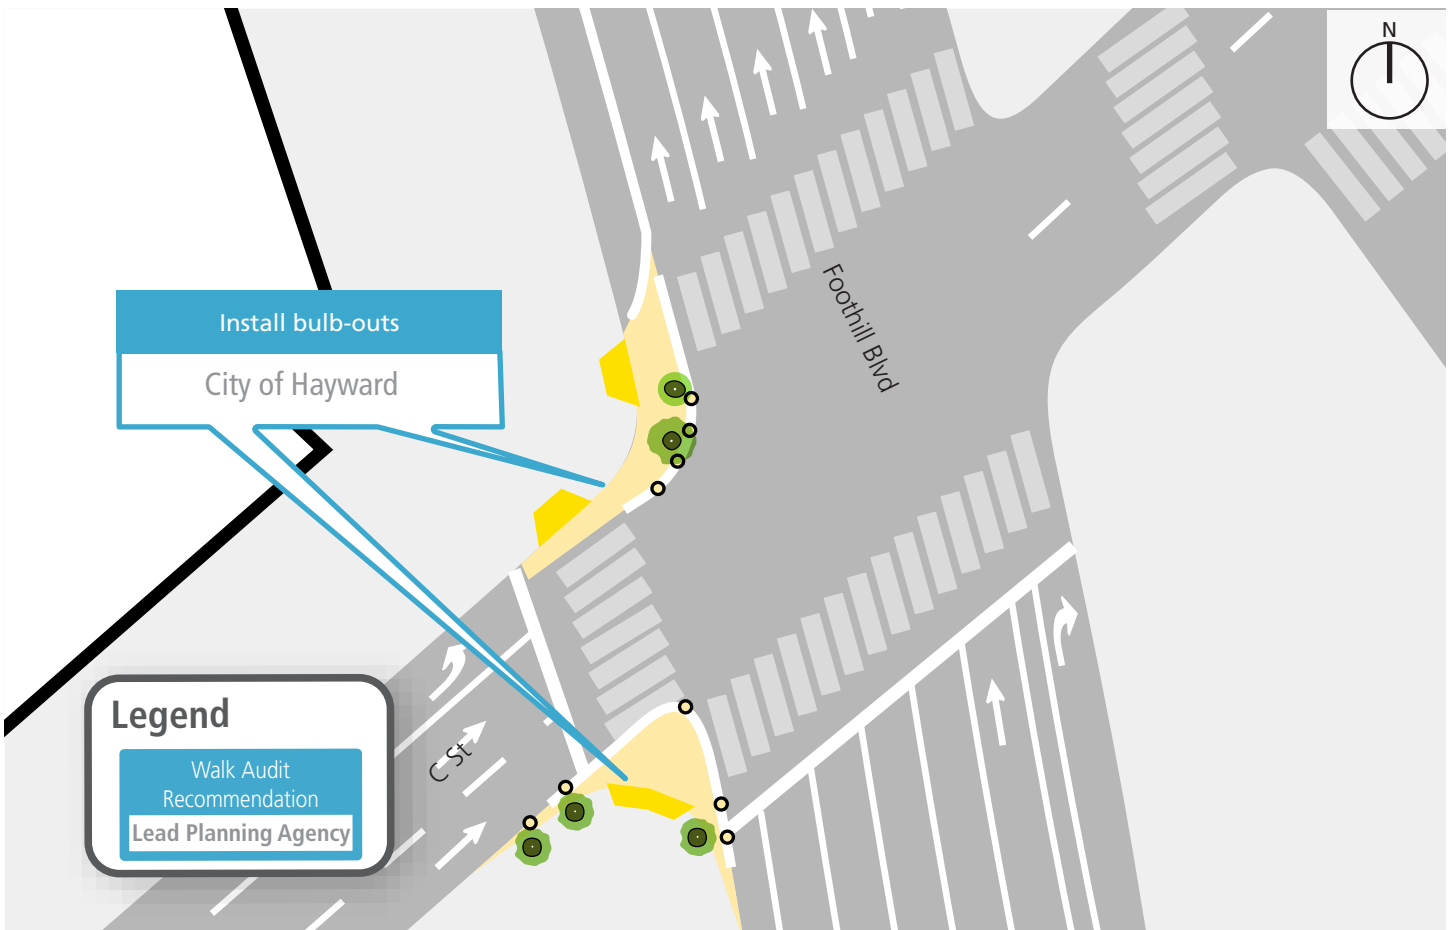 N
Install bulb-outs
City of Hayward
Foothill Blvd
C St
Legend
Walk Audit
Recommendation
Lead Planning Agency